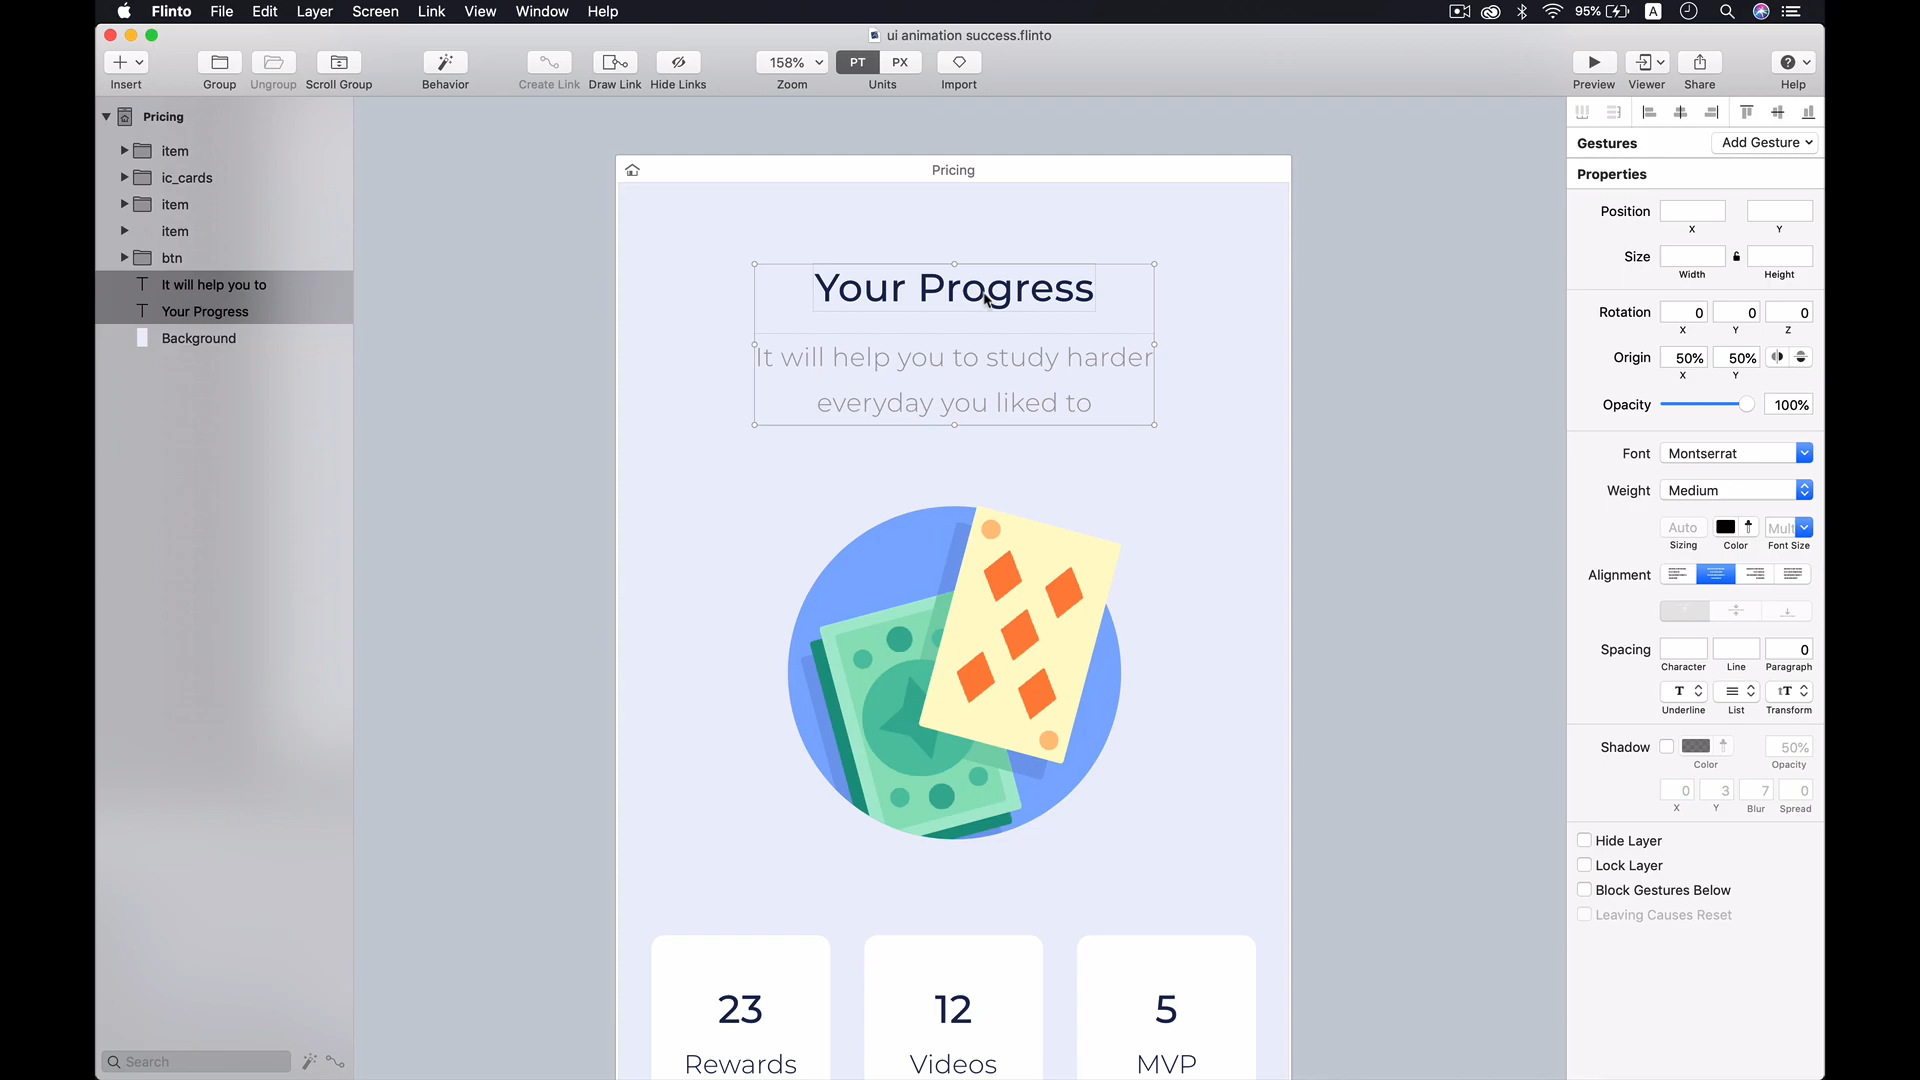 Flinto File Edit Layer Screen Link View Window Help 95% A
ui animation success.flinto
158% PT PX
Insert Group Ungroup Scroll Group Behavior Create Link Draw Link Hide Links Zoom Units Import Preview Viewer Share Help
Pricing
item
ic_cards
item
item
btn
It will help you to
Your Progress
Background
Search
Pricing
Your Progress
It will help you to study harder
everyday you liked to
23
Rewards
12
Videos
5
MVP
Gestures Add Gesture
Properties
Position
X Y
Size
Width Height
Rotation 0 0 0
X Y Z
Origin 50% 50%
X Y
Opacity 100%
Font Montserrat
Weight Medium
Auto Mult
Sizing Color Font Size
Alignment
Spacing 0
Character Line Paragraph
T tT
Underline List Transform
Shadow 50%
Color Opacity
0 3 7 0
X Y Blur Spread
Hide Layer
Lock Layer
Block Gestures Below
Leaving Causes Reset